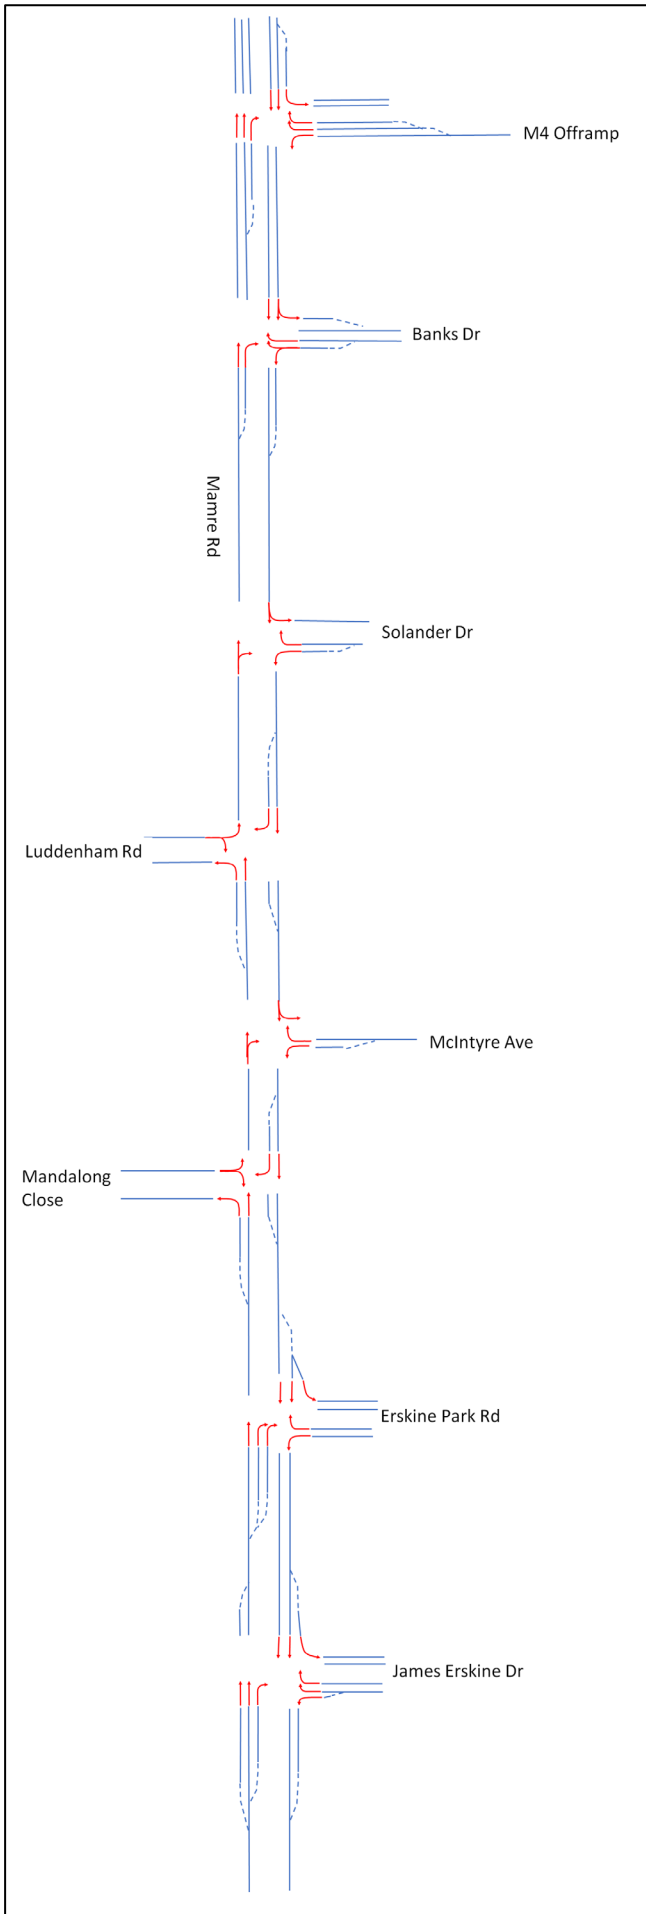 M4 Offramp
Banks Dr
Mamre Rd
Solander Dr
Luddenham Rd
McIntyre Ave
Mandalong
Close
Erskine Park Rd
James Erskine Dr